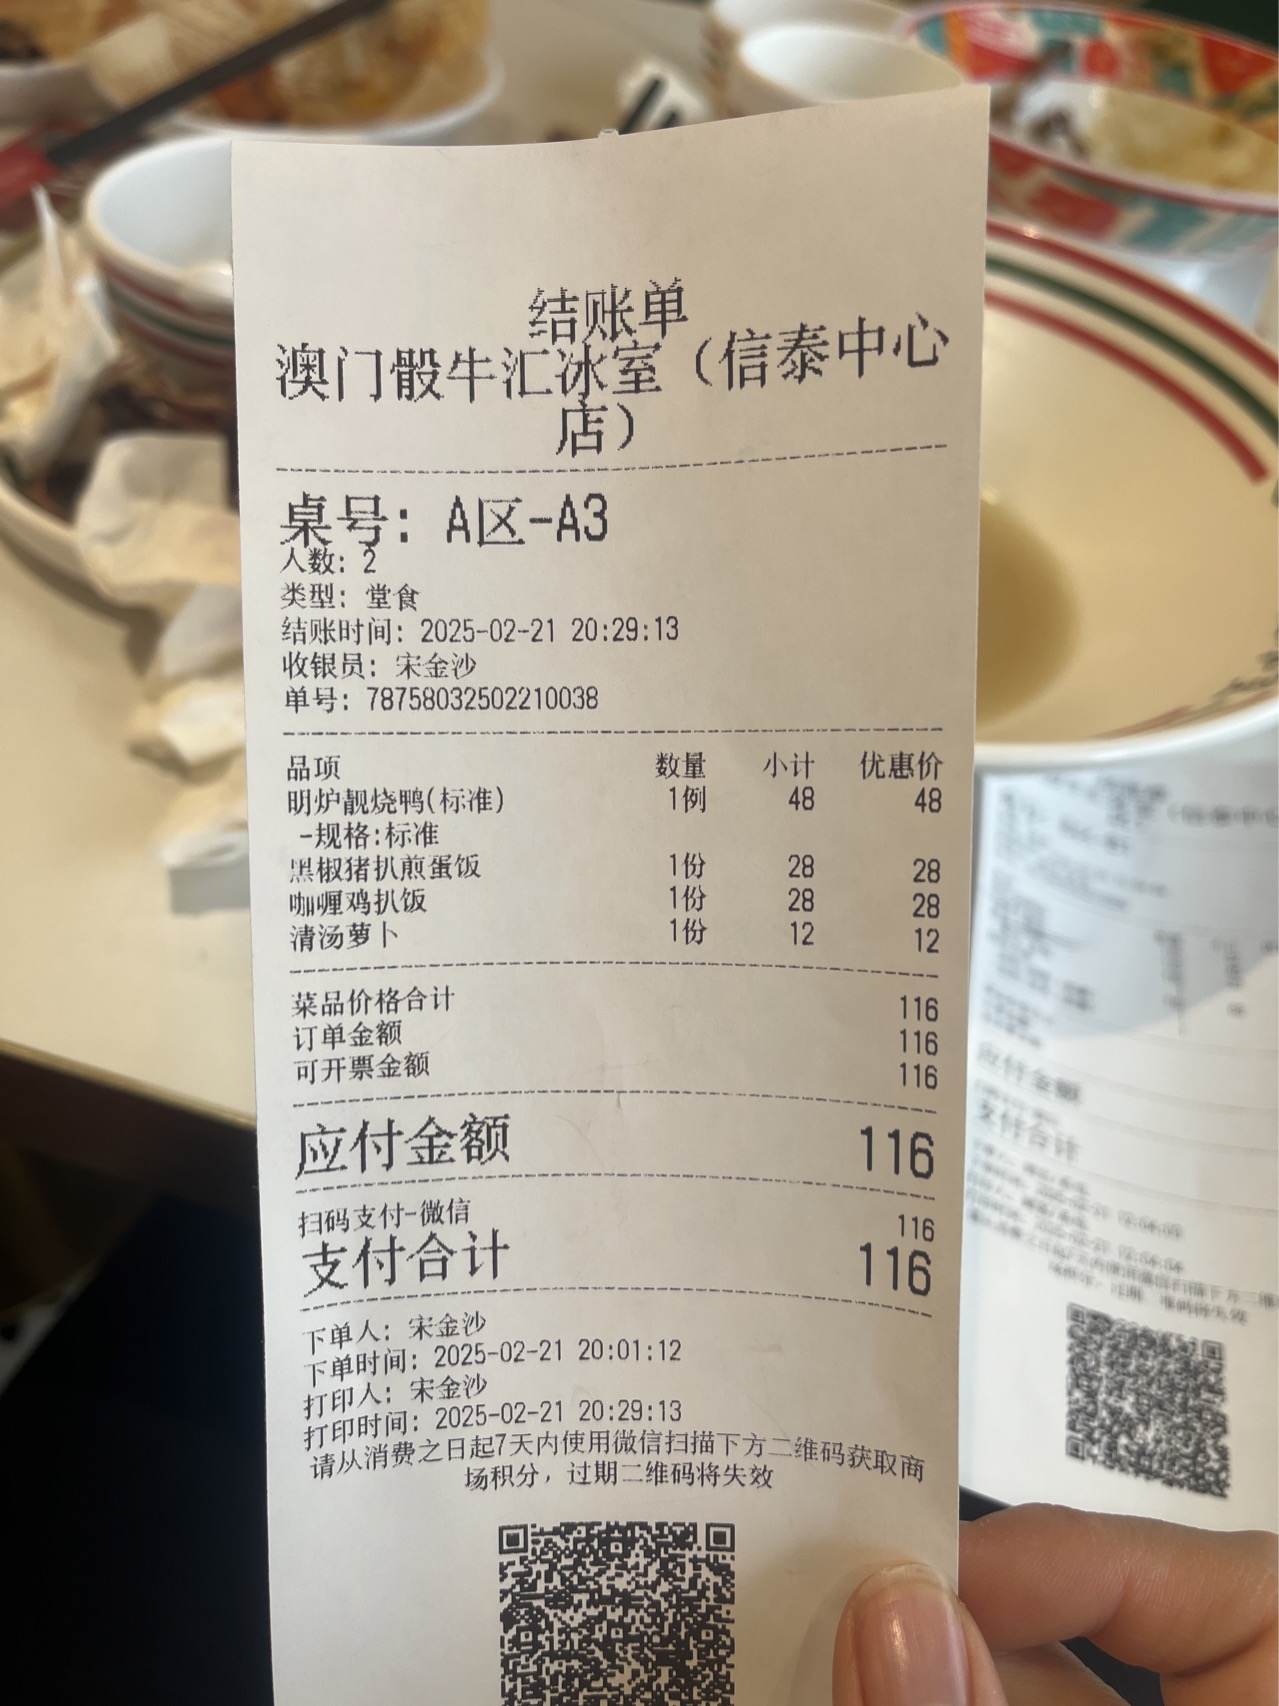 结账单
澳门骰牛汇冰室（信泰中心
店）
桌号： A区-A3
人数: 2
类型: 堂食
结账时间: 2025-02-21 20:29:13
收银员: 宋金沙
单号: 78758032502210038
品项 数量 小计 优惠价
明炉靓烧鸭(标准) 1例 48 48
-规格:标准
黑椒猪扒煎蛋饭 1份 28 28
咖喱鸡扒饭 1份 28 28
清汤萝卜 1份 12 12
菜品价格合计 116
订单金额 116
可开票金额 116
应付金额 116
扫码支付-微信 116
支付合计 116
下单人: 宋金沙
下单时间: 2025-02-21 20:01:12
打印人: 宋金沙
打印时间: 2025-02-21 20:29:13
请从消费之日起7天内使用微信扫描下方二维码获取商
场积分，过期二维码将失效
应付金额
支付合计